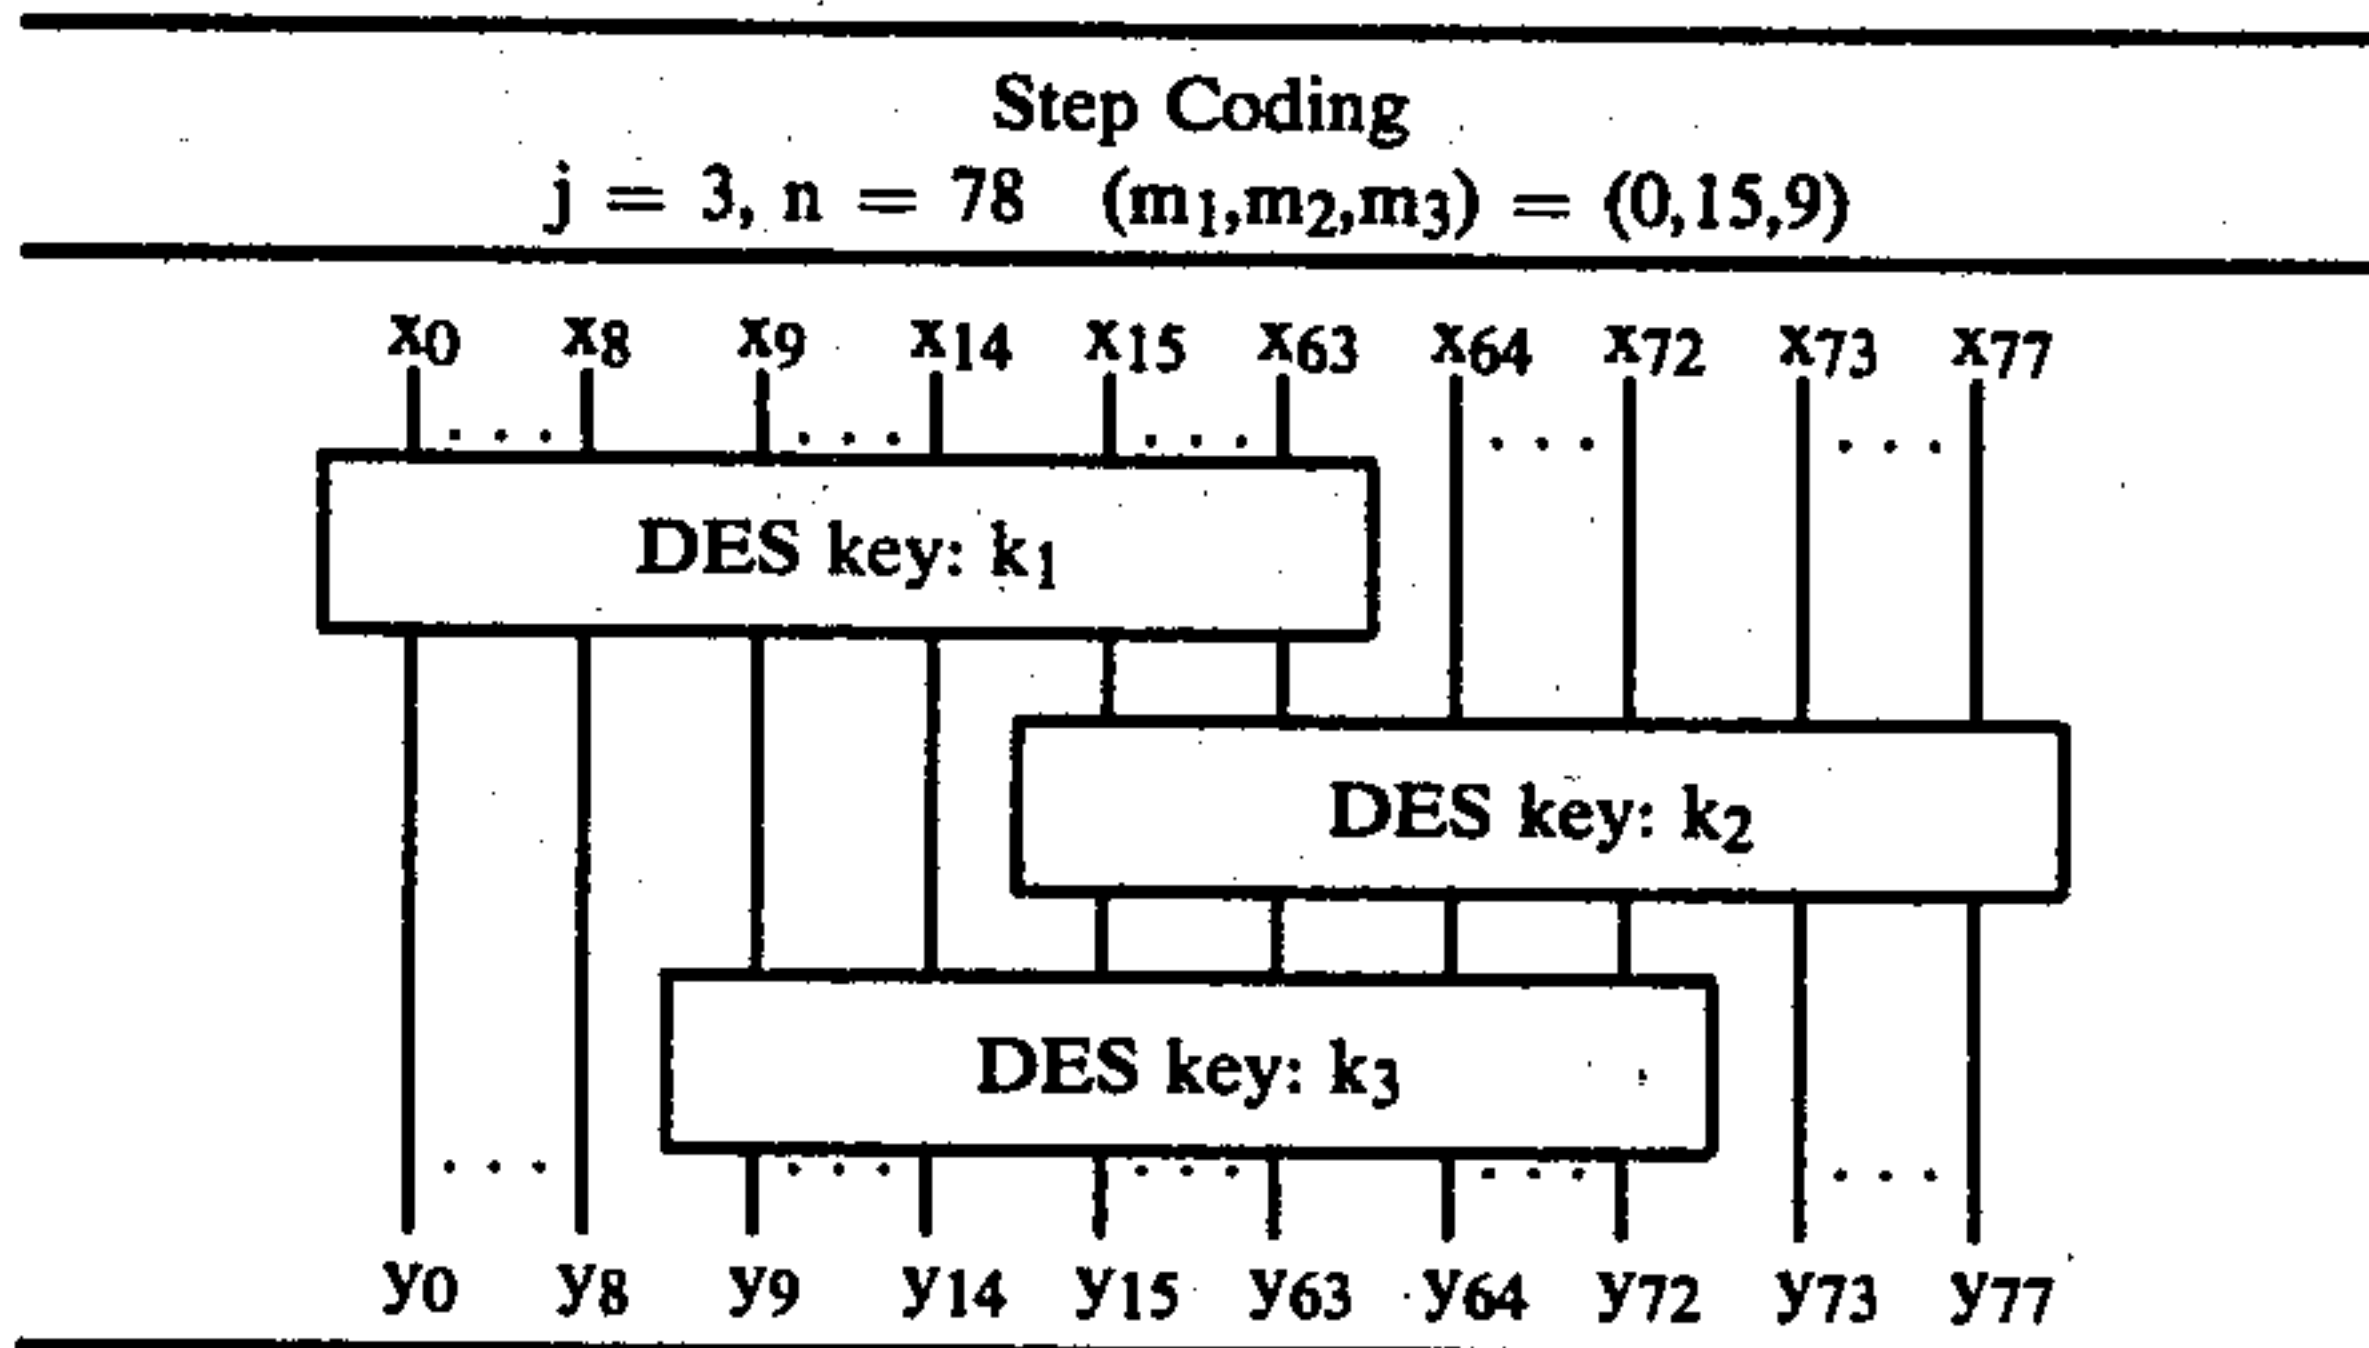 Step Coding
j = 3, n = 78 (m₁,m₂,m₃) = (0,15,9)
x₀ x₈ x₉ x₁₄ x₁₅ x₆₃ x₆₄ x₇₂ x₇₃ x₇₇
. . . . . . . . . . . . . . .
DES key: k₁
DES key: k₂
DES key: k₃
. . . . . . . . . . . . . . .
y₀ y₈ y₉ y₁₄ y₁₅ y₆₃ y₆₄ y₇₂ y₇₃ y₇₇